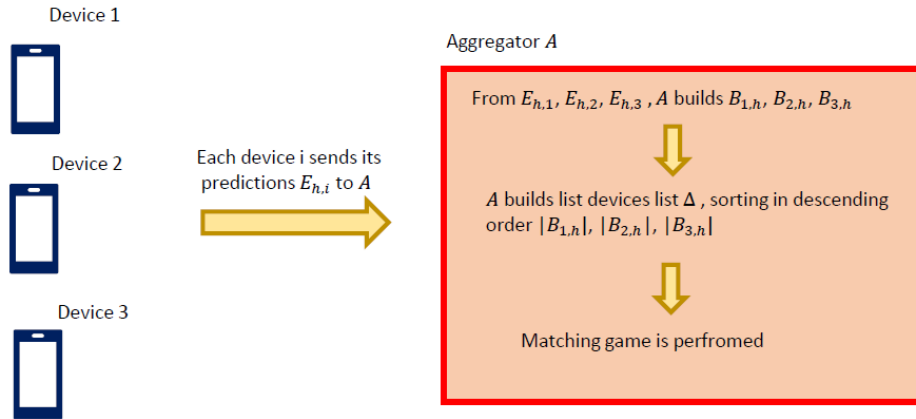 Device 1
Device 2
Device 3
Each device i sends its
predictions E_{h,i} to A
Aggregator A
From E_{h,1}, E_{h,2}, E_{h,3} , A builds B_{1,h}, B_{2,h}, B_{3,h}
A builds list devices list Δ , sorting in descending
order |B_{1,h}|, |B_{2,h}|, |B_{3,h}|
Matching game is perfromed